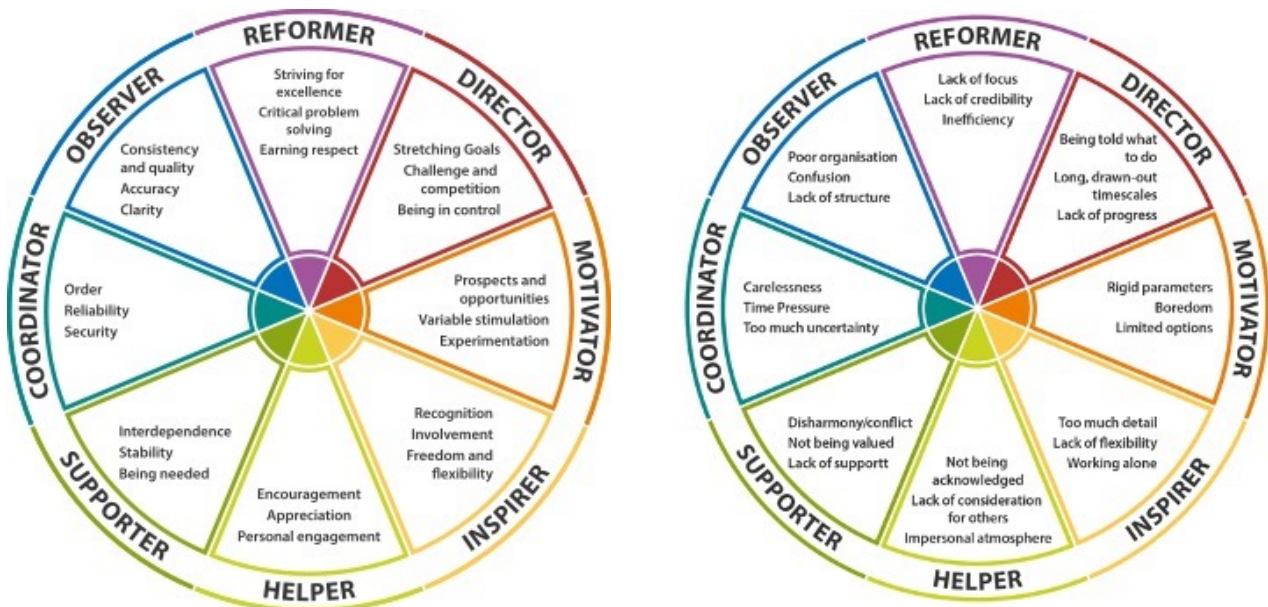 REFORMER
Striving for
excellence
Critical problem
solving
Earning respect
DIRECTOR
Stretching Goals
Challenge and
competition
Being in control
MOTIVATOR
Prospects and
opportunities
Variable stimulation
Experimentation
INSPIRER
Recognition
Involvement
Freedom and
flexibility
HELPER
Encouragement
Appreciation
Personal engagement
SUPPORTER
Interdependence
Stability
Being needed
COORDINATOR
Order
Reliability
Security
OBSERVER
Consistency
and quality
Accuracy
Clarity
REFORMER
Lack of focus
Lack of credibility
Inefficiency
DIRECTOR
Being told what
to do
Long, drawn-out
timescales
Lack of progress
MOTIVATOR
Rigid parameters
Boredom
Limited options
INSPIRER
Too much detail
Lack of flexibility
Working alone
HELPER
Not being
acknowledged
Lack of consideration
for others
Impersonal atmosphere
SUPPORTER
Disharmony/conflict
Not being valued
Lack of supportt
COORDINATOR
Carelessness
Time Pressure
Too much uncertainty
OBSERVER
Poor organisation
Confusion
Lack of structure